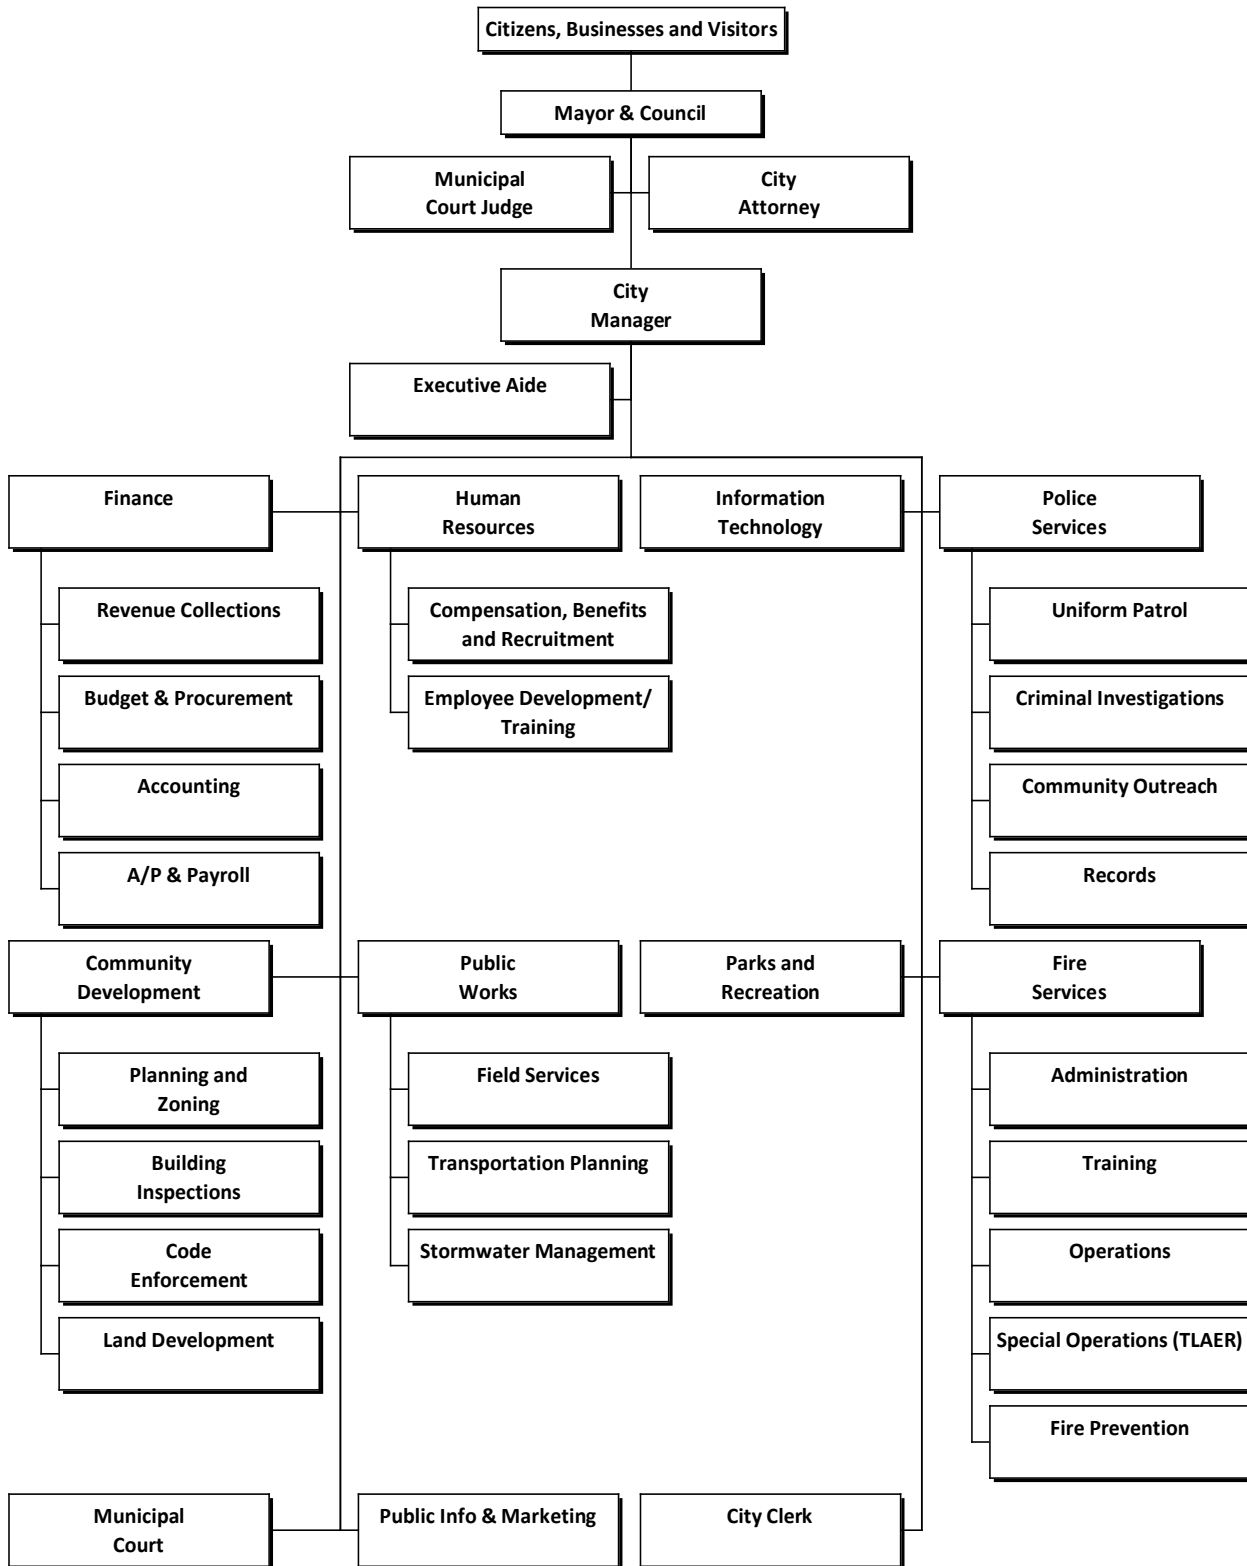 Citizens, Businesses and Visitors
Mayor & Council
Municipal
Court Judge
City
Attorney
City
Manager
Executive Aide
Finance
Human
Resources
Information
Technology
Police
Services
Revenue Collections
Compensation, Benefits
and Recruitment
Uniform Patrol
Budget & Procurement
Employee Development/
Training
Criminal Investigations
Accounting
Community Outreach
A/P & Payroll
Records
Community
Development
Public
Works
Parks and
Recreation
Fire
Services
Planning and
Zoning
Field Services
Administration
Building
Inspections
Transportation Planning
Training
Code
Enforcement
Stormwater Management
Operations
Land Development
Special Operations (TLAER)
Fire Prevention
Municipal
Court
Public Info & Marketing
City Clerk